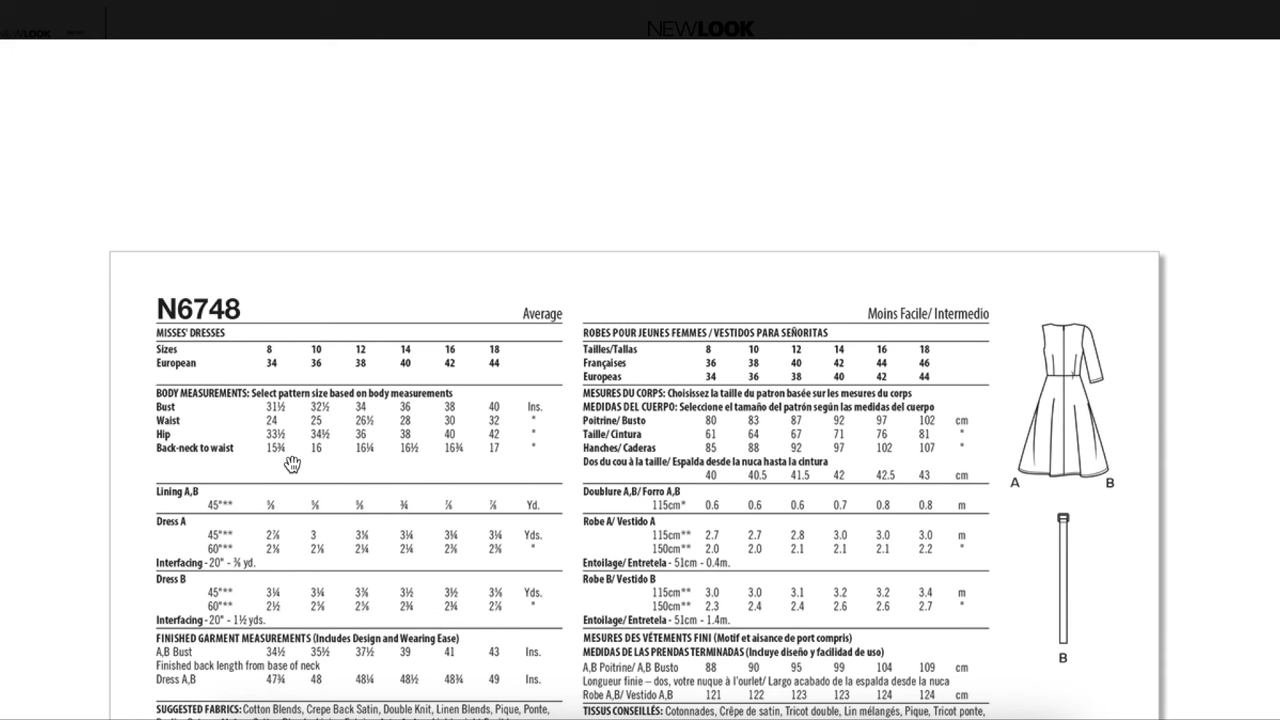 NEWLOOK
N6748 Average
MISSES' DRESSES
Sizes 8 10 12 14 16 18
European 34 36 38 40 42 44
BODY MEASUREMENTS: Select pattern size based on body measurements
Bust 31½ 32½ 34 36 38 40 Ins.
Waist 24 25 26½ 28 30 32 "
Hip 33½ 34½ 36 38 40 42 "
Back-neck to waist 15¾ 16 16¼ 16½ 16¾ 17 "
Lining A,B
45"** ⅝ ⅝ ⅝ ¾ ⅞ ⅞ Yd.
Dress A
45"** 2⅞ 3 3¼ 3¼ 3¼ Yds.
60"** 2¼ 2¼ "
Interfacing - 20" - ⅜ yd.
Dress B
45"** 3¼ 3¼ 3½ 3½ Yds.
60"** 2½ 2¾ 2¾ "
Interfacing - 20" - 1½ yds.
FINISHED GARMENT MEASUREMENTS (Includes Design and Wearing Ease)
A,B Bust 34½ 35½ 37½ 39 41 43 Ins.
Finished back length from base of neck
Dress A,B 47¾ 48 48¼ 48½ 48¾ 49 Ins.
SUGGESTED FABRICS: Cotton Blends, Crepe Back Satin, Double Knit, Linen Blends, Pique, Ponte,
Moins Facile/ Intermedio
ROBES POUR JEUNES FEMMES / VESTIDOS PARA SEÑORITAS
Tailles/Tallas 8 10 12 14 16 18
Françaises 36 38 40 42 44 46
Europeas 34 36 38 40 42 44
MESURES DU CORPS: Choisissez la taille du patron basée sur les mesures du corps
MEDIDAS DEL CUERPO: Seleccione el tamaño del patrón según las medidas del cuerpo
Poitrine/ Busto 80 83 87 92 97 102 cm
Taille/ Cintura 61 64 67 71 76 81 "
Hanches/ Caderas 85 88 92 97 102 107 "
Dos du cou à la taille/ Espalda desde la nuca hasta la cintura
40 40.5 41.5 42 42.5 43 cm
Doublure A,B/ Forro A,B
115cm* 0.6 0.6 0.6 0.7 0.8 0.8 m
Robe A/ Vestido A
115cm** 2.7 2.7 2.8 3.0 3.0 3.0 m
150cm** 2.0 2.0 2.1 2.1 2.1 2.2 "
Entoilage/ Entretela - 51cm - 0.4m.
Robe B/ Vestido B
115cm** 3.0 3.0 3.1 3.2 3.2 3.4 m
150cm** 2.3 2.4 2.4 2.6 2.6 2.7 "
Entoilage/ Entretela - 51cm - 1.4m.
MESURES DES VÉTEMENTS FINI (Motif et aisance de port compris)
MEDIDAS DE LAS PRENDAS TERMINADAS (Incluye diseño y facilidad de uso)
A,B Poitrine/ A,B Busto 88 90 95 99 104 109 cm
Longueur finie – dos, votre nuque à l'ourlet/ Largo acabado de la espalda desde la nuca
Robe A,B/ Vestido A,B 121 122 123 123 124 124 cm
TISSUS CONSEILLÉS: Cotonnades, Crêpe de satin, Tricot double, Lin mélangés, Pique, Tricot ponte,
A B
B